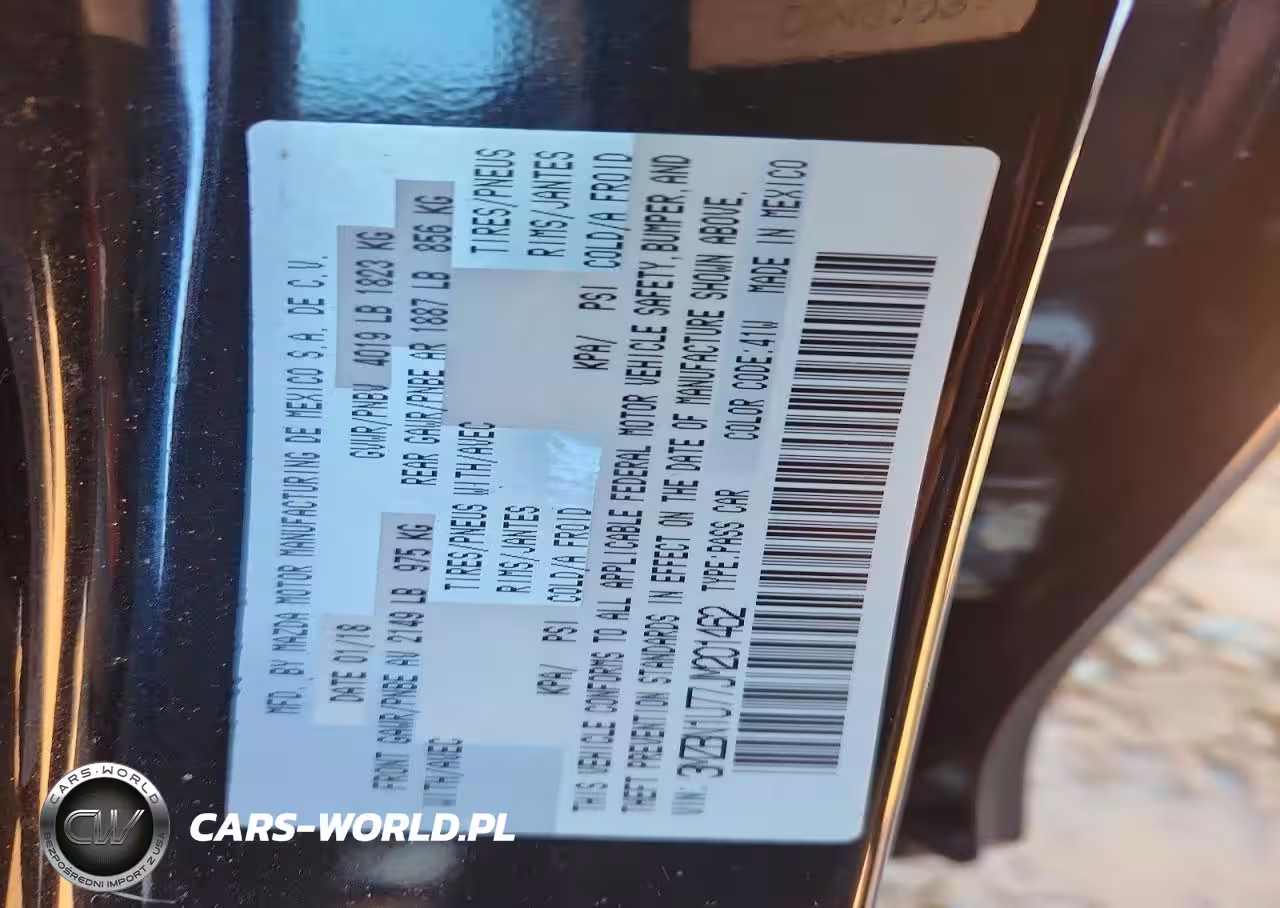 MFD. BY MAZDA MOTOR MANUFACTURING DE MEXICO S.A. DE C.V.
DATE 01/18 GVWR/PNBV 4019 LB 1823 KG
FRONT GAWR/PNBE AV 2149 LB 975 KG REAR GAWR/PNBE AR 1887 LB 856 KG
WITH/AVEC TIRES/PNEUS WITH/AVEC TIRES/PNEUS
RIMS/JANTES RIMS/JANTES
KPA/ PSI COLD/A FROID KPA/ PSI COLD/A FROID
THIS VEHICLE CONFORMS TO ALL APPLICABLE FEDERAL MOTOR VEHICLE SAFETY, BUMPER, AND
THEFT PREVENTION STANDARDS IN EFFECT ON THE DATE OF MANUFACTURE SHOWN ABOVE.
VIN: 3MZBN1U77JM201462 TYPE:PASS CAR COLOR CODE:41W MADE IN MEXICO
CARS-WORLD
CW
BEZPOŚREDNI IMPORT Z USA
CARS-WORLD.PL